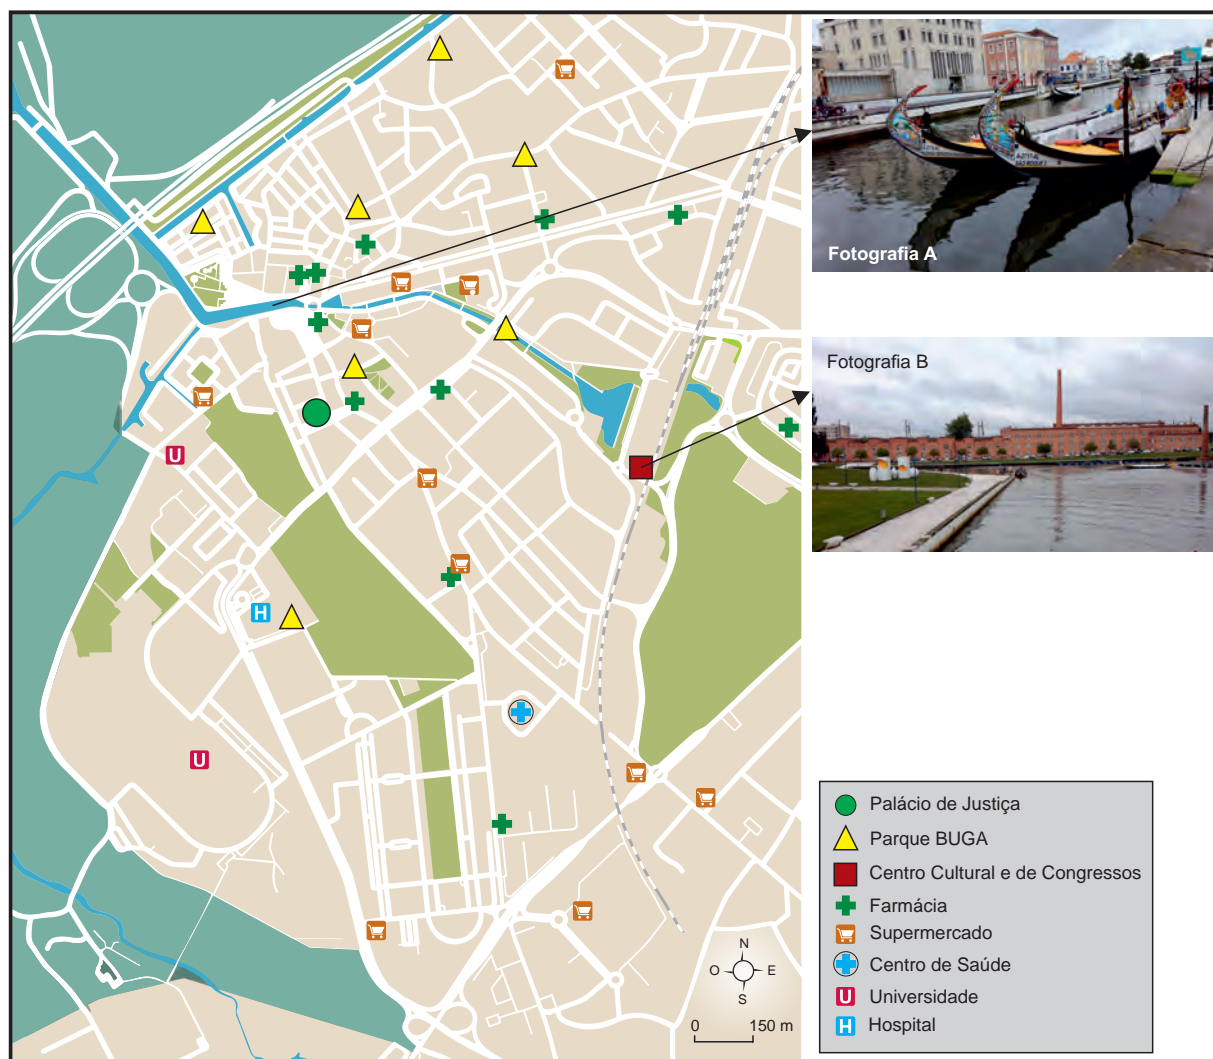 Fotografia A
Fotografia B
U
H
U
N
O E
S
0 150 m
Palácio de Justiça
Parque BUGA
Centro Cultural e de Congressos
Farmácia
Supermercado
Centro de Saúde
U Universidade
H Hospital